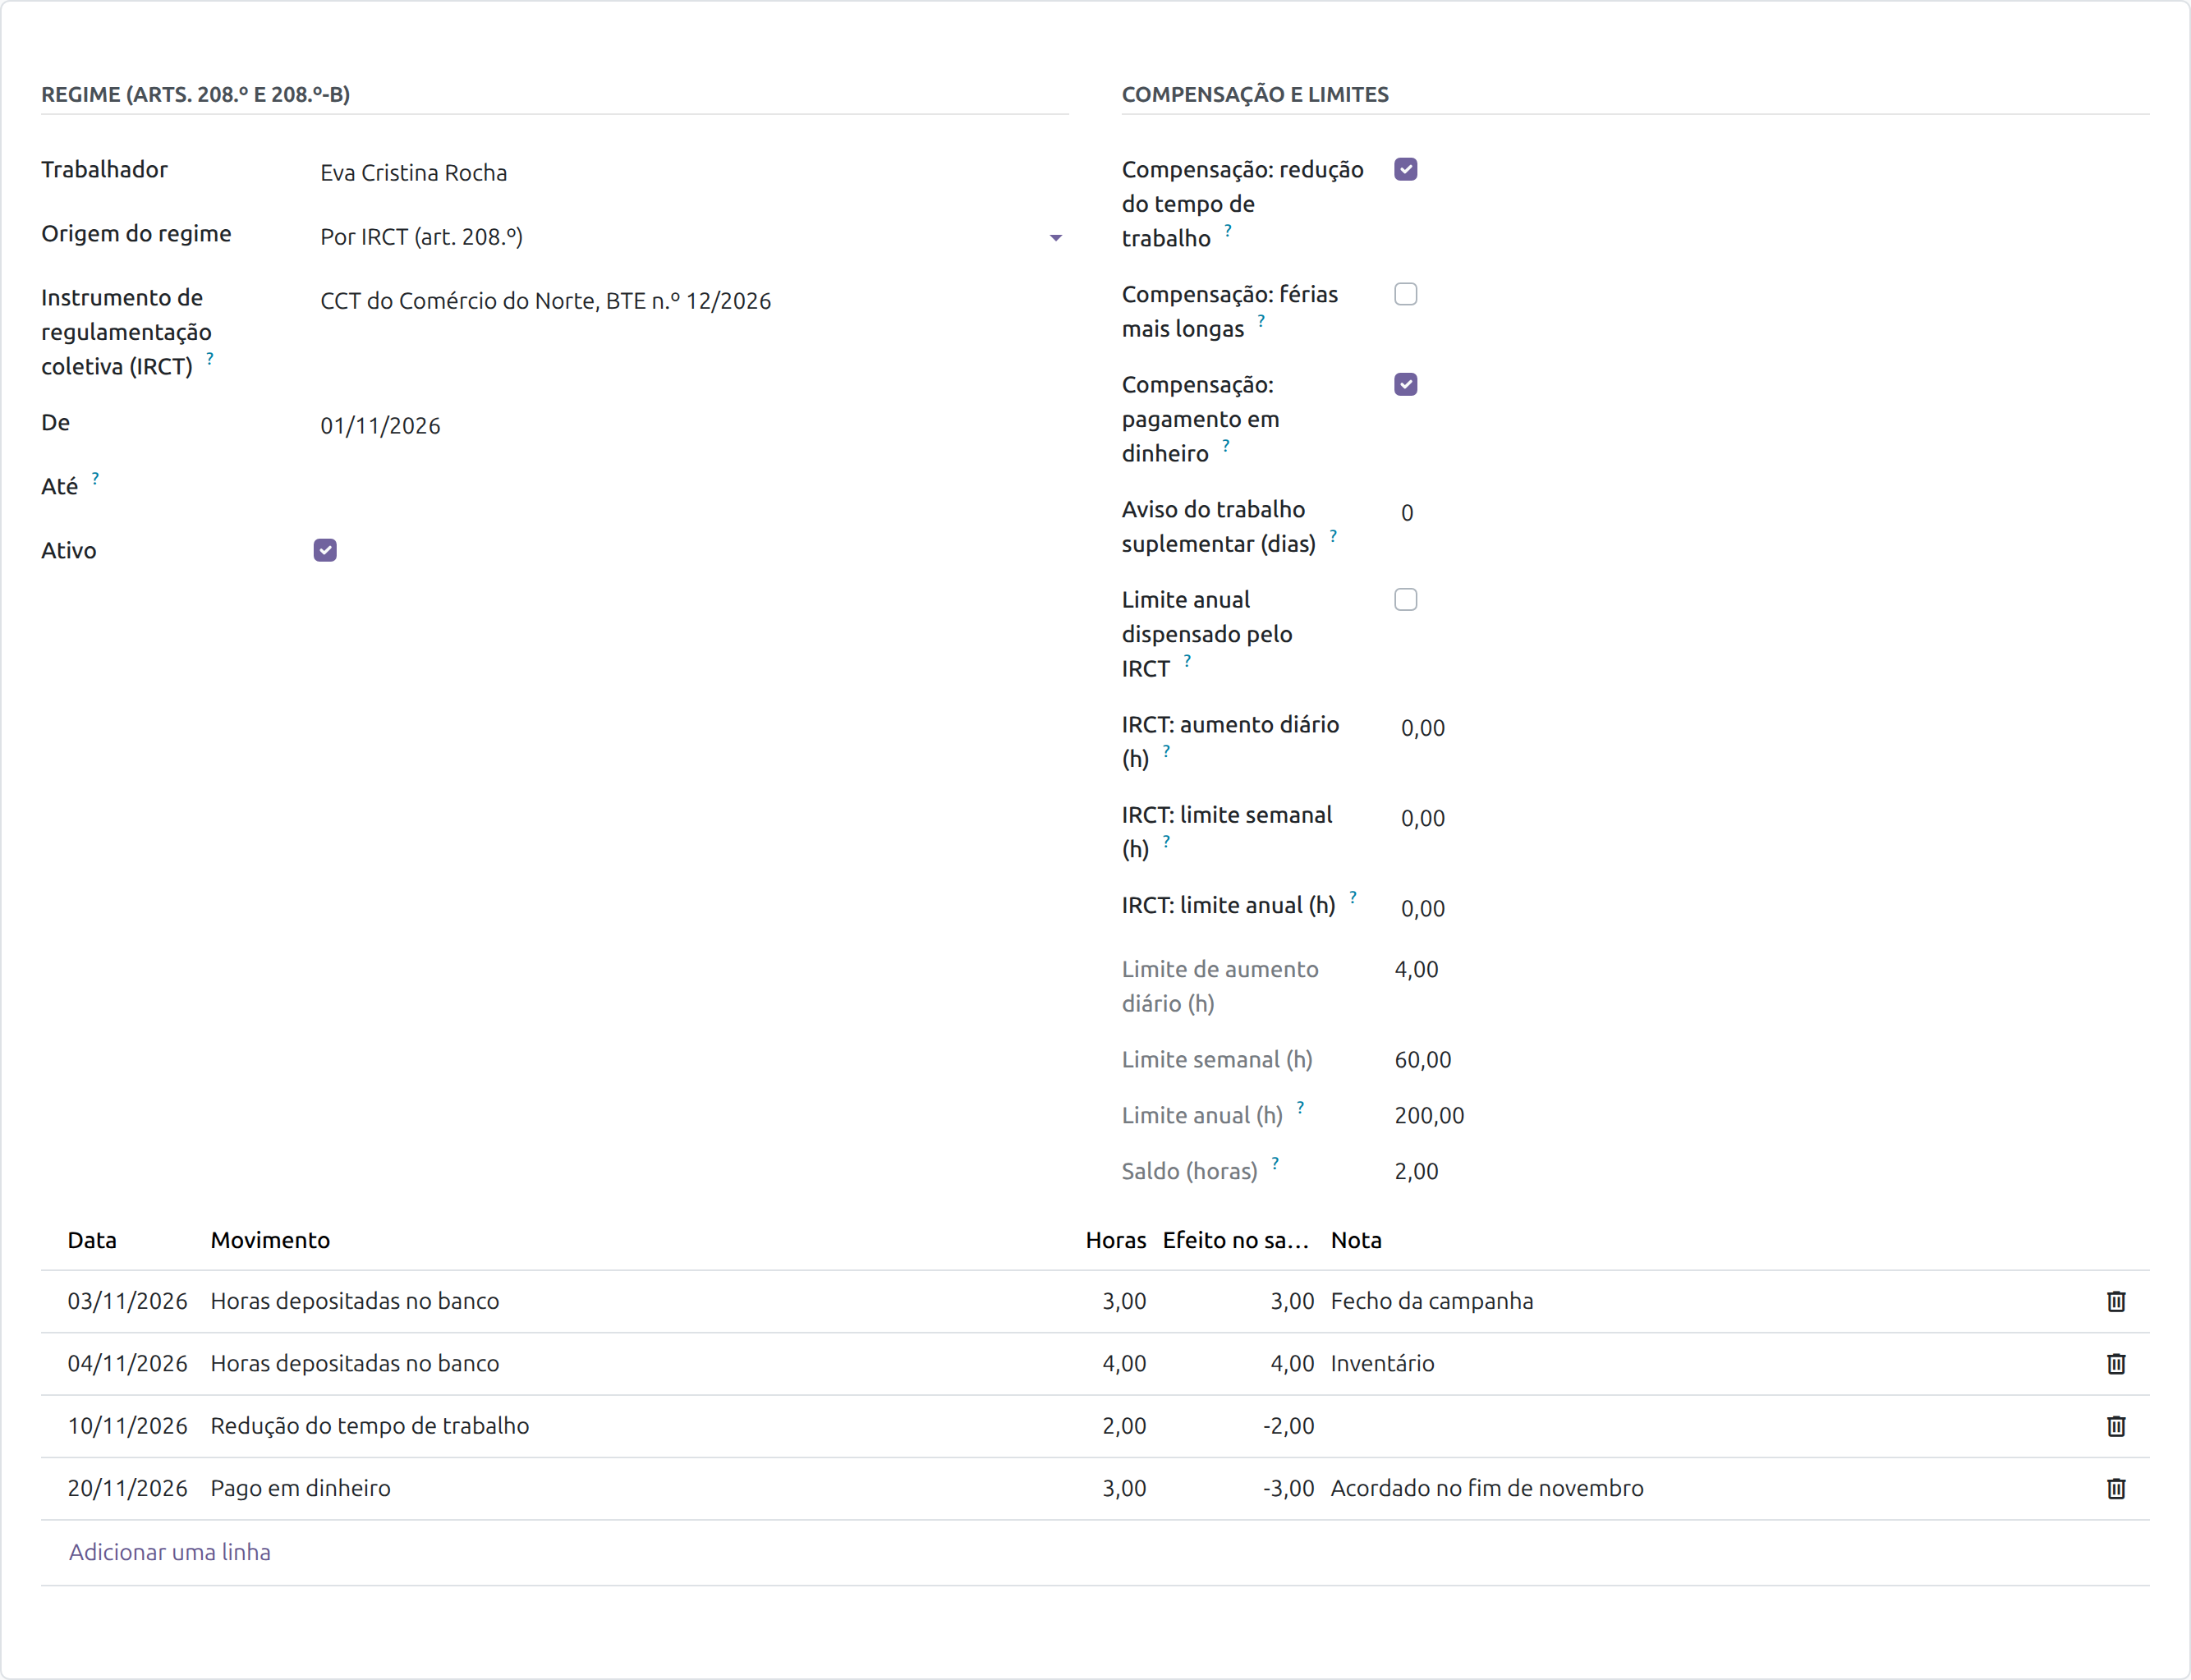 REGIME (ARTS. 208.º E 208.º-B)
Trabalhador
Eva Cristina Rocha
Origem do regime
Por IRCT (art. 208.º)
Instrumento de
regulamentação
coletiva (IRCT) ?
CCT do Comércio do Norte, BTE n.º 12/2026
De
01/11/2026
Até ?
Ativo
COMPENSAÇÃO E LIMITES
Compensação: redução
do tempo de
trabalho ?
Compensação: férias
mais longas ?
Compensação:
pagamento em
dinheiro ?
Aviso do trabalho
suplementar (dias) ?
0
Limite anual
dispensado pelo
IRCT ?
IRCT: aumento diário
(h) ?
0,00
IRCT: limite semanal
(h) ?
0,00
IRCT: limite anual (h) ?
0,00
Limite de aumento
diário (h)
4,00
Limite semanal (h)
60,00
Limite anual (h) ?
200,00
Saldo (horas) ?
2,00
Data Movimento Horas Efeito no sa... Nota
03/11/2026 Horas depositadas no banco 3,00 3,00 Fecho da campanha
04/11/2026 Horas depositadas no banco 4,00 4,00 Inventário
10/11/2026 Redução do tempo de trabalho 2,00 -2,00
20/11/2026 Pago em dinheiro 3,00 -3,00 Acordado no fim de novembro
Adicionar uma linha